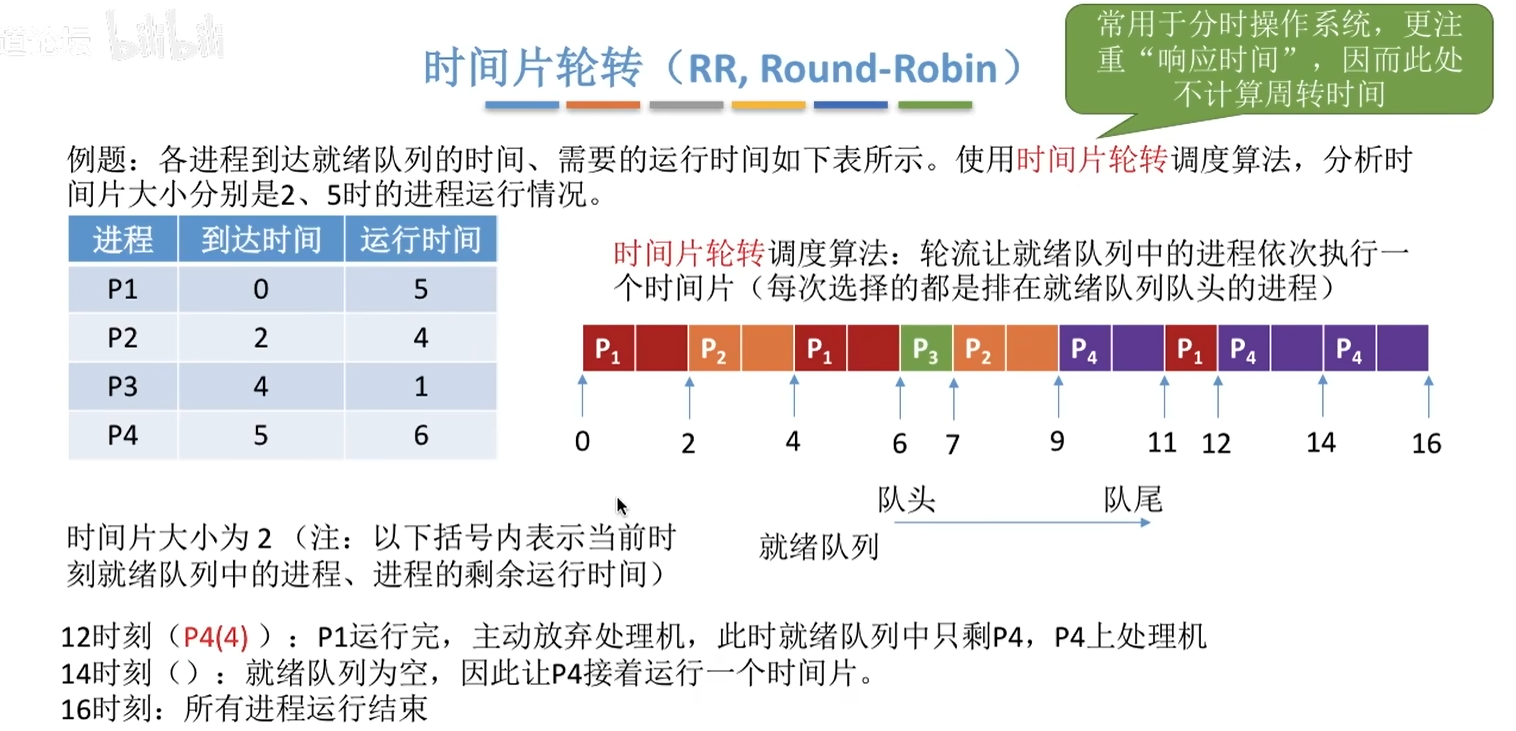 道论坛 bilibili
常用于分时操作系统，更注
重“响应时间”，因而此处
不计算周转时间
时间片轮转（RR, Round-Robin）
例题：各进程到达就绪队列的时间、需要的运行时间如下表所示。使用时间片轮转调度算法，分析时
间片大小分别是2、5时的进程运行情况。
进程 到达时间 运行时间
P1 0 5
P2 2 4
P3 4 1
P4 5 6
时间片轮转调度算法：轮流让就绪队列中的进程依次执行一
个时间片（每次选择的都是排在就绪队列队头的进程）
P1 P2 P1 P3 P2 P4 P1 P4 P4
0 2 4 6 7 9 11 12 14 16
队头 队尾
就绪队列
时间片大小为 2 （注：以下括号内表示当前时
刻就绪队列中的进程、进程的剩余运行时间）
12时刻（P4(4) ）：P1运行完，主动放弃处理机，此时就绪队列中只剩P4，P4上处理机
14时刻（）：就绪队列为空，因此让P4接着运行一个时间片。
16时刻：所有进程运行结束